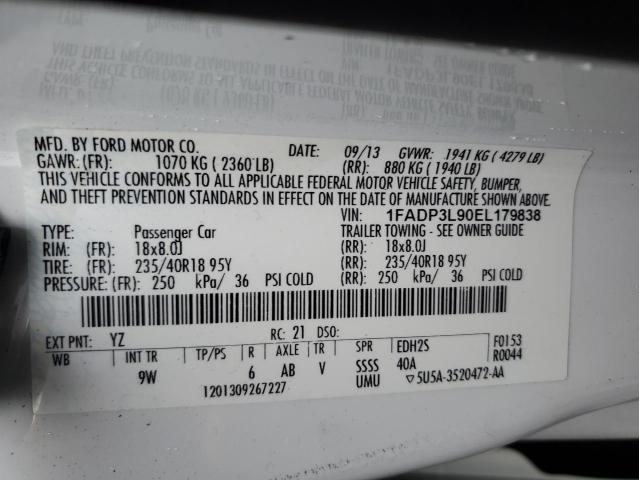 MFD. BY FORD MOTOR CO. DATE: 09/13 GVWR: 1941 KG ( 4279 LB)
GAWR: (FR): 1070 KG ( 2360 LB) (RR): 880 KG ( 1940 LB)
THIS VEHICLE CONFORMS TO ALL APPLICABLE FEDERAL MOTOR VEHICLE SAFETY, BUMPER,
AND THEFT PREVENTION STANDARDS IN EFFECT ON THE DATE OF MANUFACTURE SHOWN ABOVE.
VIN: 1FADP3L90EL179838
TYPE: Passenger Car TRAILER TOWING - SEE OWNER GUIDE
RIM: (FR): 18x8.0J (RR): 18x8.0J
TIRE: (FR): 235/40R18 95Y (RR): 235/40R18 95Y
PRESSURE: (FR): 250 kPa/ 36 PSI COLD (RR): 250 kPa/ 36 PSI COLD
EXT PNT: YZ RC: 21 DSO:
WB INT TR TP/PS R AXLE TR SPR EDH2S F0153
9W 6 AB V SSSS 40A R0044
1201309267227 UMU ▽5U5A-3520472-AA